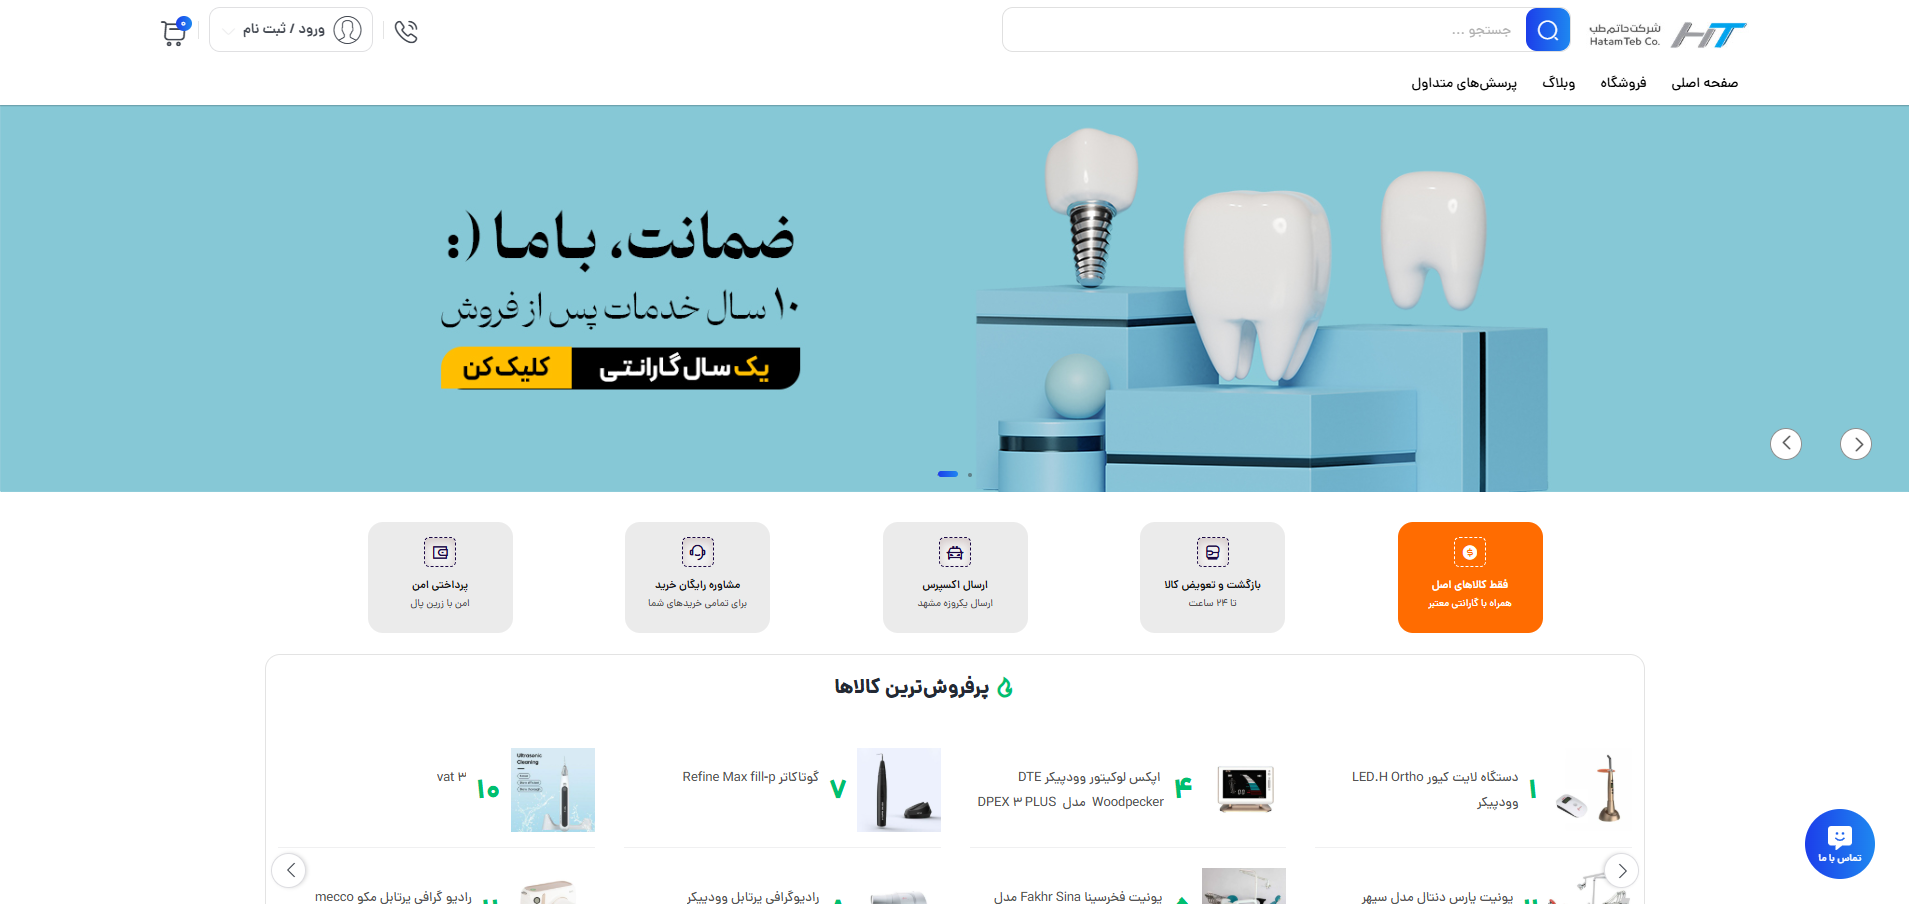 شرکت حاتم طب
HatamTeb Co.
جستجو ...
ورود / ثبت نام
۰
صفحه اصلی
فروشگاه
وبلاگ
پرسش‌های متداول
ضمانت، با ما (:
۱۰ سال خدمات پس از فروش
یک سال گارانتی کلیک کن
فقط کالاهای اصل
همراه با گارانتی معتبر
بازگشت و تعویض کالا
تا ۲۴ ساعت
ارسال اکسپرس
ارسال یکروزه مشهد
مشاوره رایگان خرید
برای تمامی خریدهای شما
پرداختی امن
امن با زرین پال
پرفروش‌ترین کالاها
۱
دستگاه لایت کیور LED.H Ortho
وودپیکر
۴
اپکس لوکیتور وودپیکر DTE
Woodpecker مدل DPEX ۳ PLUS
۷
گوتاکاتر Refine Max fill-p
Ultrasonic
Cleaning
۱۰
vat ۳
یونیت پارس دنتال مدل سپهر
یونیت فخرسینا Fakhr Sina مدل
رادیوگرافی پرتابل وودپیکر
رادیو گرافی پرتابل مکو mecco
تماس با ما